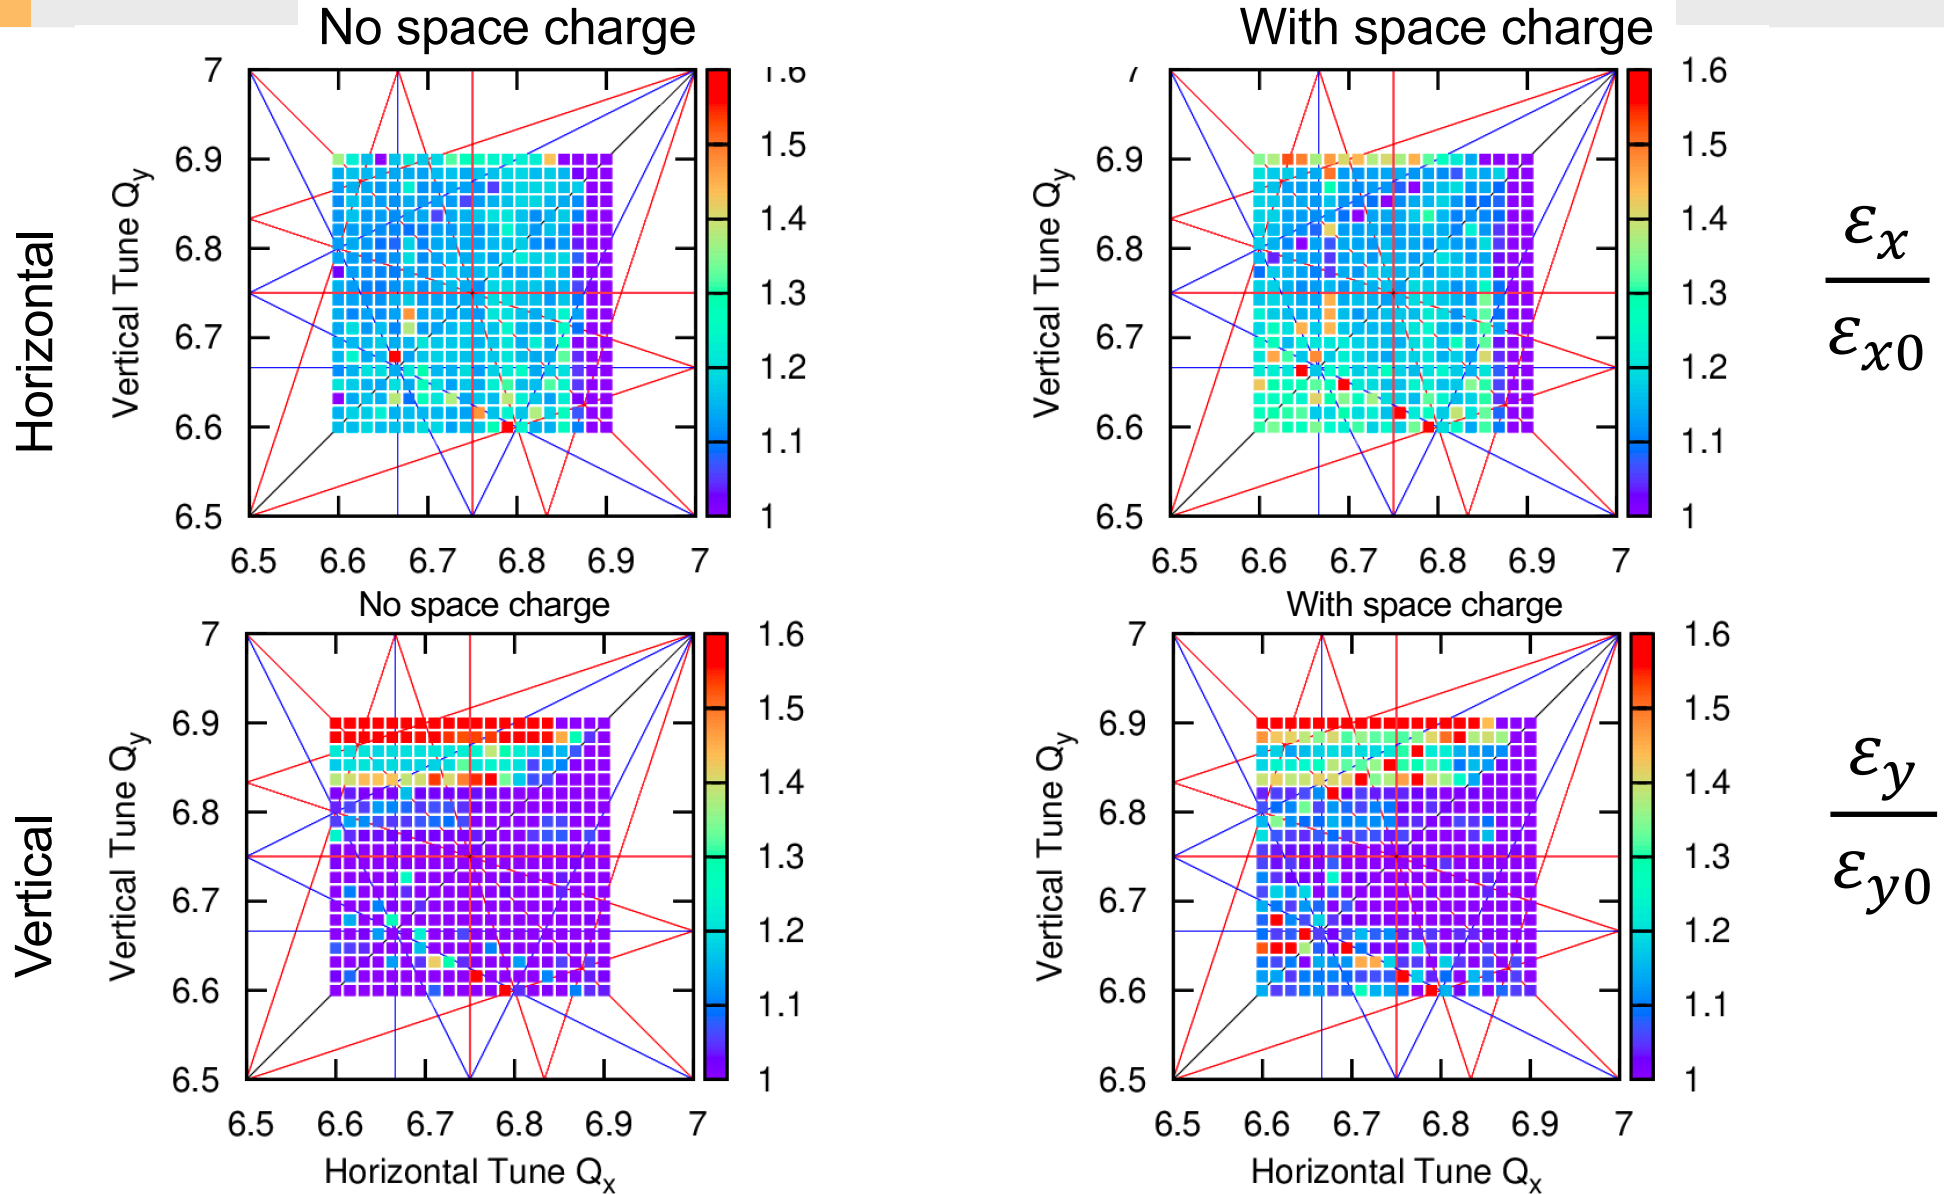 No space charge
With space charge
Horizontal
Vertical Tune Qy
7
6.9
6.8
6.7
6.6
6.5
6.5 6.6 6.7 6.8 6.9 7
1.6
1.5
1.4
1.3
1.2
1.1
1
Vertical Tune Qy
7
6.9
6.8
6.7
6.6
6.5
6.5 6.6 6.7 6.8 6.9 7
1.6
1.5
1.4
1.3
1.2
1.1
1
εx
εx0
No space charge
With space charge
Vertical
Vertical Tune Qy
7
6.9
6.8
6.7
6.6
6.5
6.5 6.6 6.7 6.8 6.9 7
Horizontal Tune Qx
1.6
1.5
1.4
1.3
1.2
1.1
1
Vertical Tune Qy
7
6.9
6.8
6.7
6.6
6.5
6.5 6.6 6.7 6.8 6.9 7
Horizontal Tune Qx
1.6
1.5
1.4
1.3
1.2
1.1
1
εy
εy0